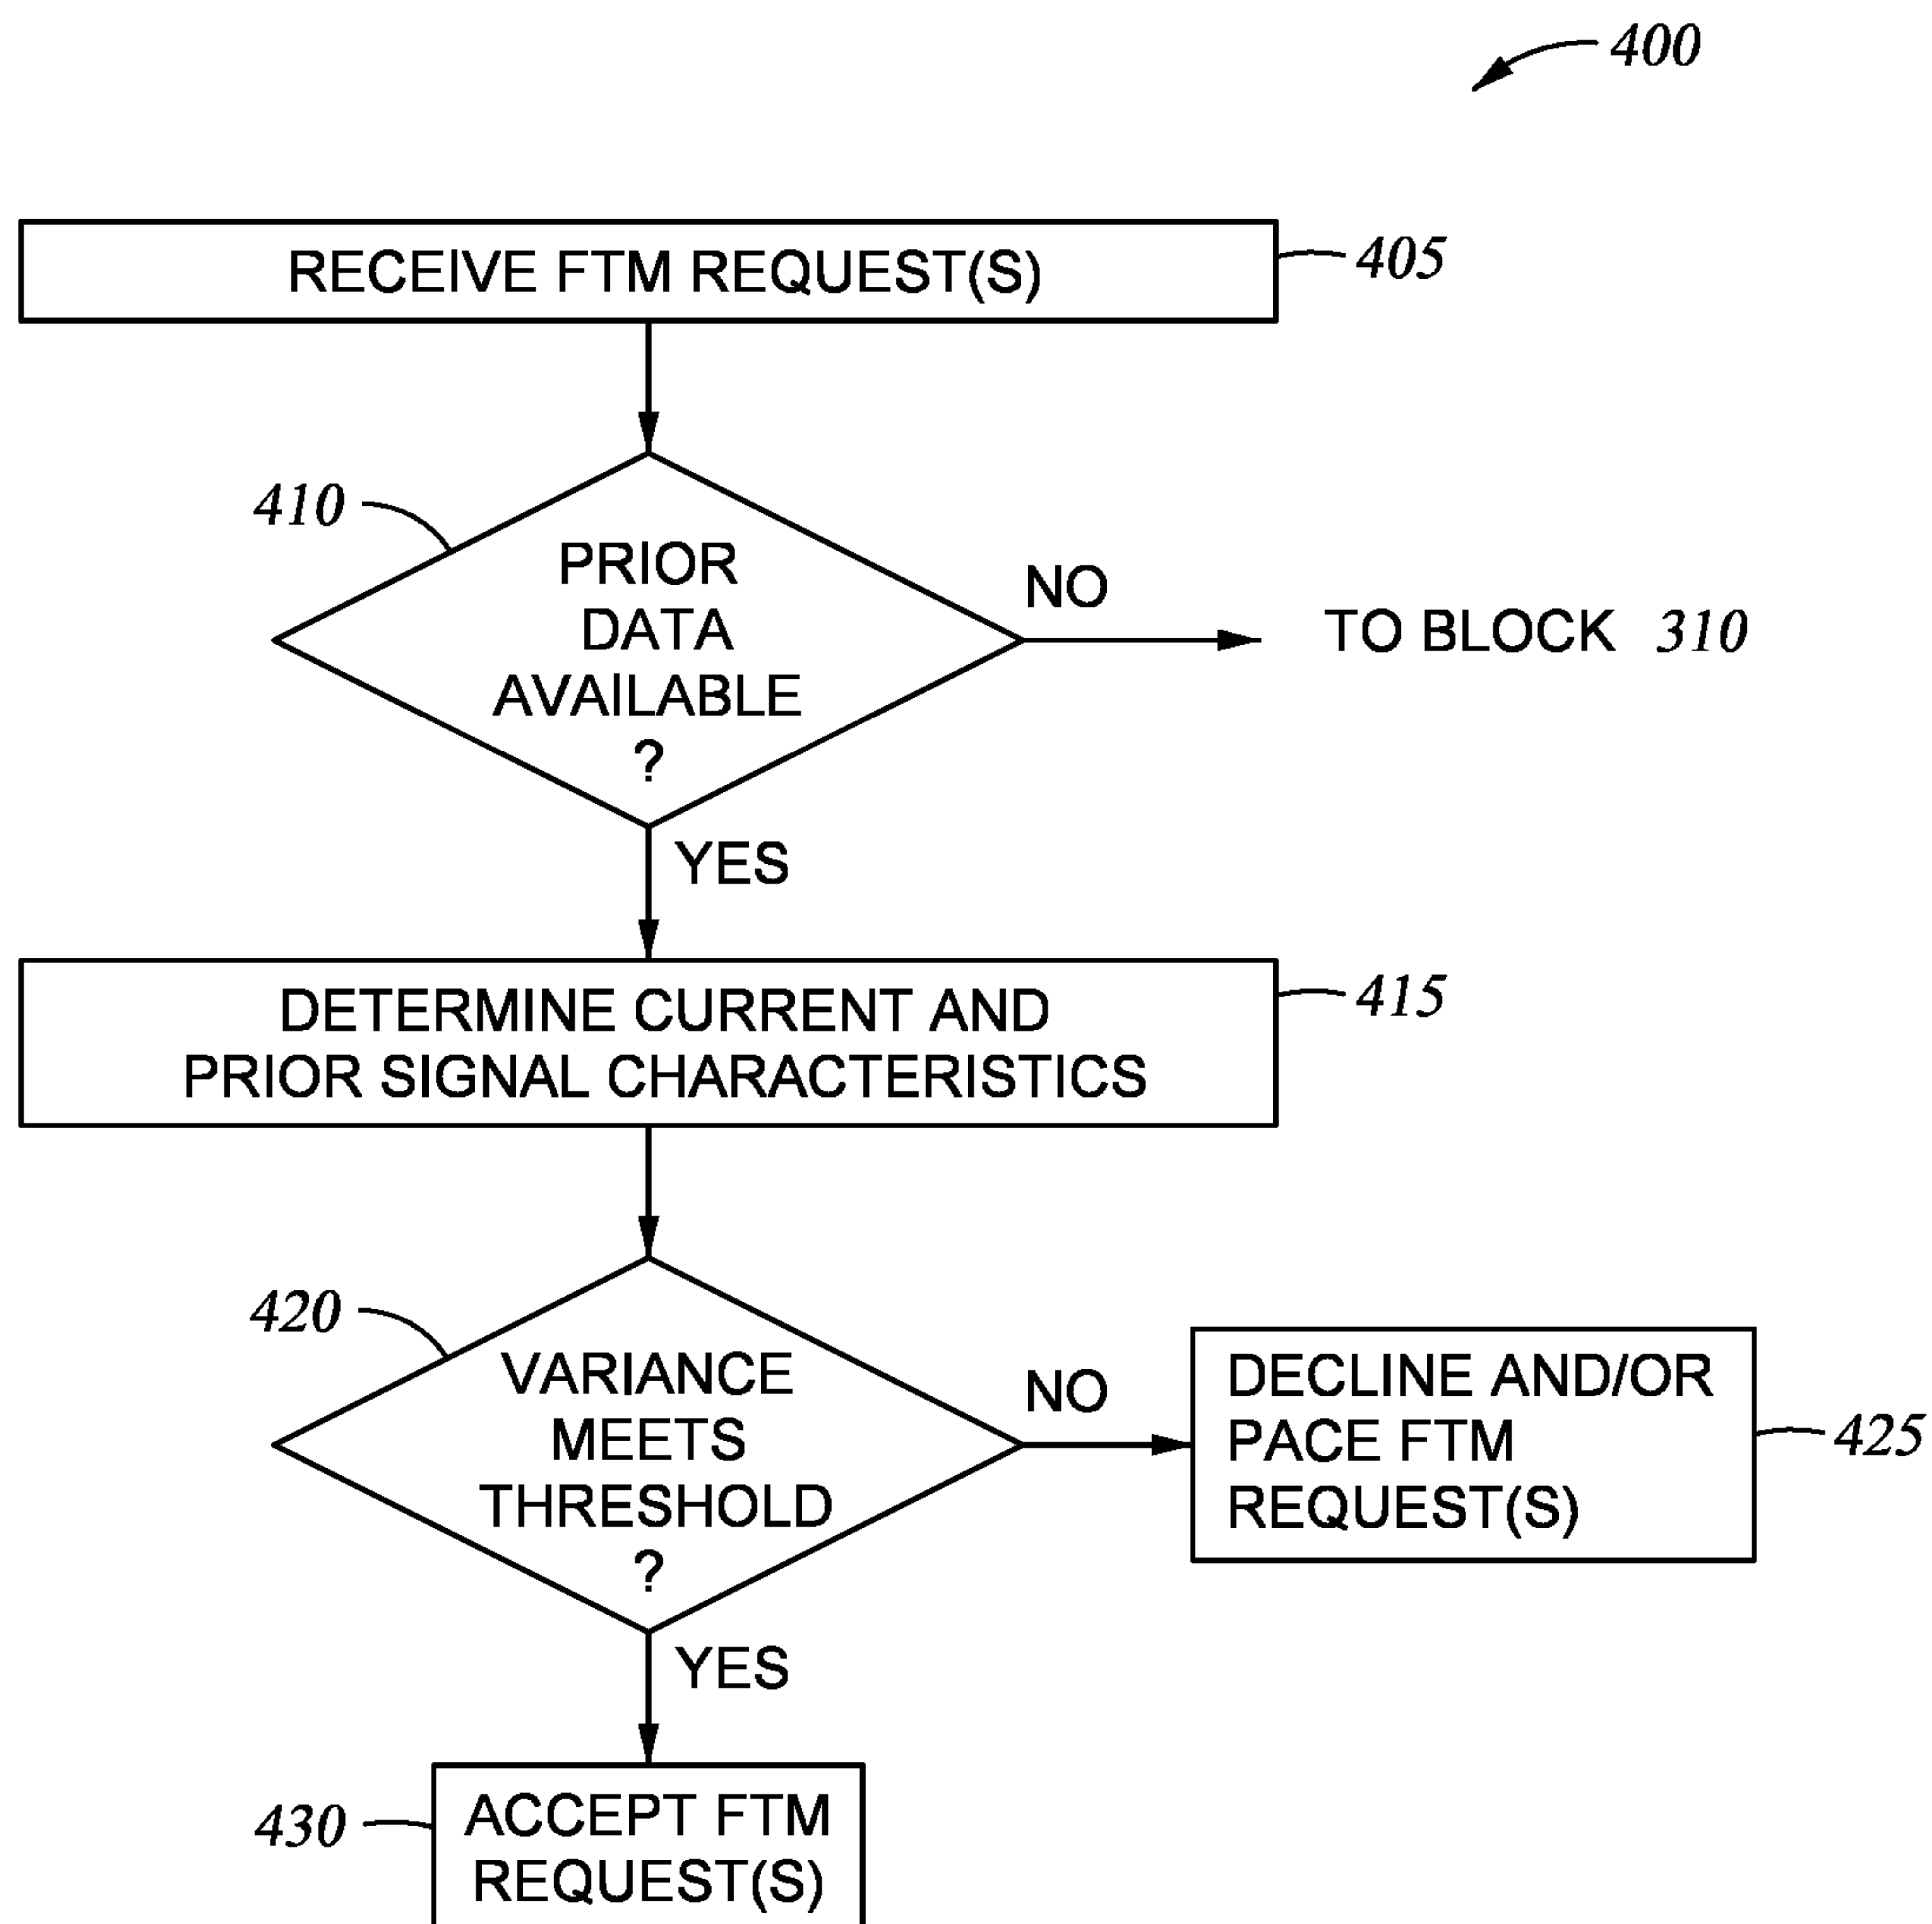 400
RECEIVE FTM REQUEST(S)
405
410
PRIOR
DATA
AVAILABLE
?
NO
TO BLOCK 310
YES
DETERMINE CURRENT AND
PRIOR SIGNAL CHARACTERISTICS
415
420
VARIANCE
MEETS
THRESHOLD
?
NO
DECLINE AND/OR
PACE FTM
REQUEST(S)
425
YES
430
ACCEPT FTM
REQUEST(S)